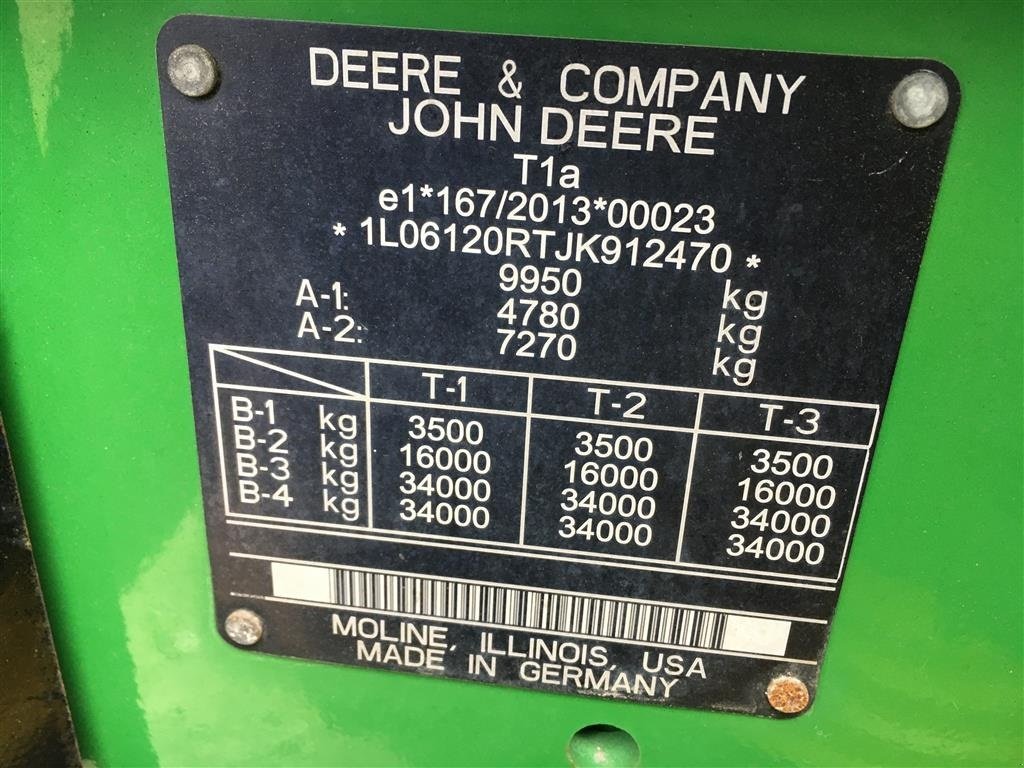 DEERE & COMPANY
JOHN DEERE
T1a
e1*167/2013*00023
* 1L06120RTJK912470 *
9950 kg
A-1: 4780 kg
A-2: 7270 kg
T-1 T-2 T-3
B-1 kg 3500 3500 3500
B-2 kg 16000 16000 16000
B-3 kg 34000 34000 34000
B-4 kg 34000 34000 34000
MOLINE, ILLINOIS, USA
MADE IN GERMANY